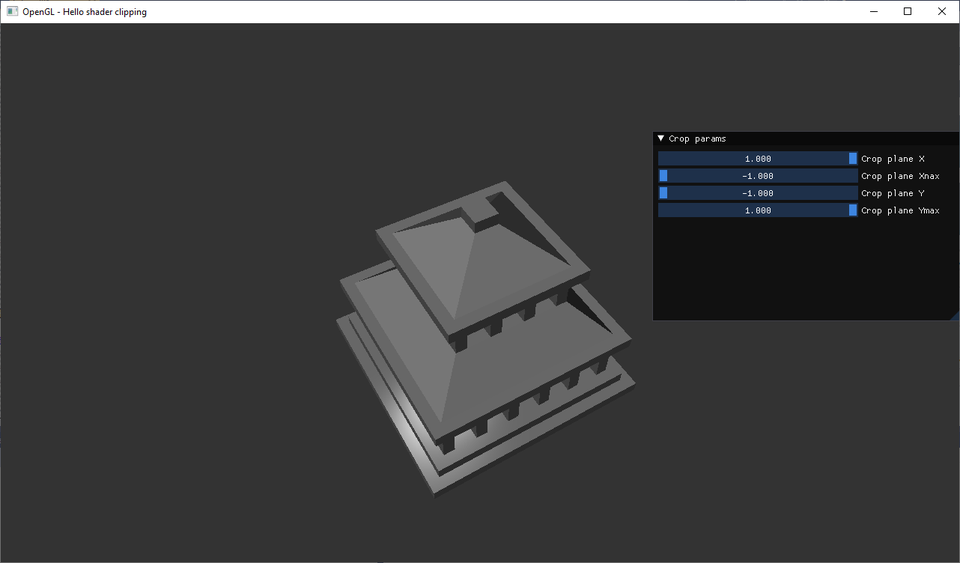 OpenGL - Hello shader clipping
Crop params
1.000 Crop plane X
-1.000 Crop plane Xnax
-1.000 Crop plane Y
1.000 Crop plane Ymax